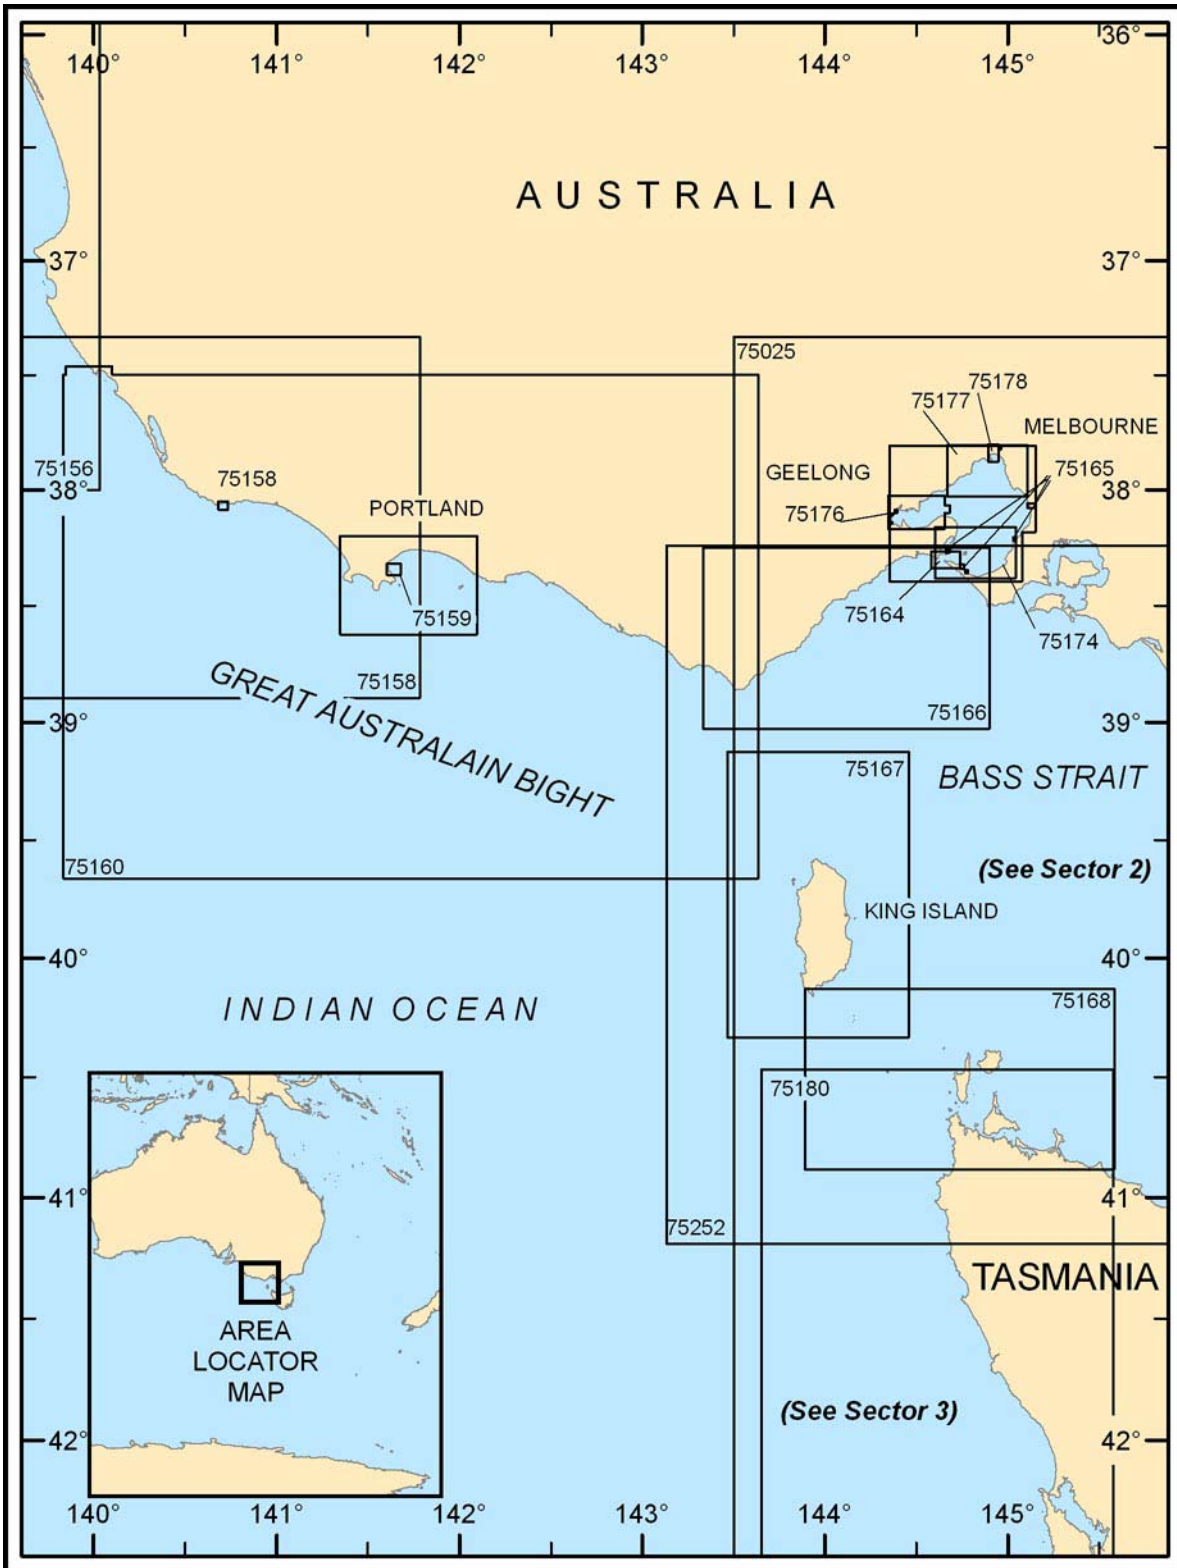 140° 141° 142° 143° 144° 145° 36°
AUSTRALIA
37° 37°
75025
75178
75177
MELBOURNE
75156
75158
GEELONG
75165
38° 38°
PORTLAND
75176
75159
75164
75174
75158
GREAT AUSTRALAIN BIGHT
75166
39° 39°
75167
BASS STRAIT
75160
(See Sector 2)
KING ISLAND
40° 40°
INDIAN OCEAN
75168
75180
41° 41°
75252
TASMANIA
AREA
LOCATOR
MAP
(See Sector 3)
42° 42°
140° 141° 142° 143° 144° 145°